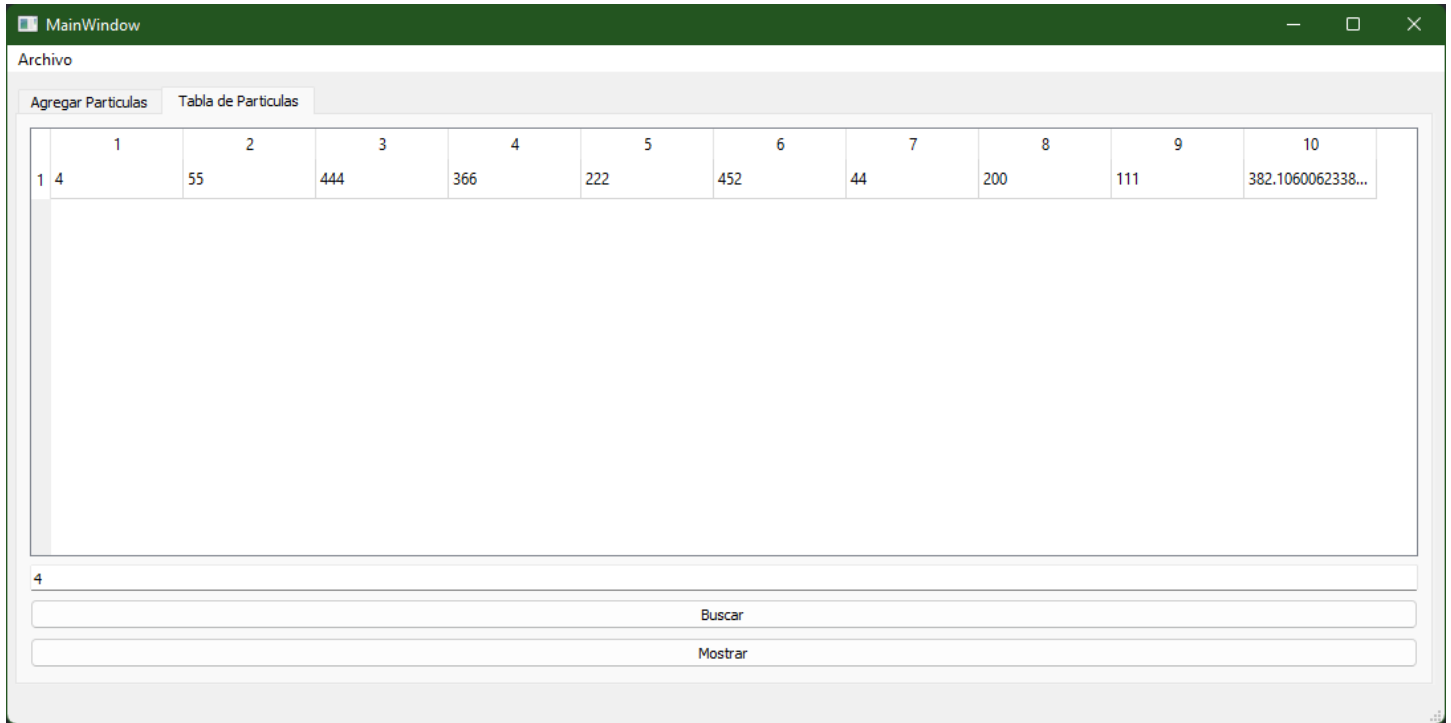 MainWindow
Archivo
Agregar Particulas Tabla de Particulas
1 2 3 4 5 6 7 8 9 10
1 4 55 444 366 222 452 44 200 111 382.1060062338...
4
Buscar
Mostrar